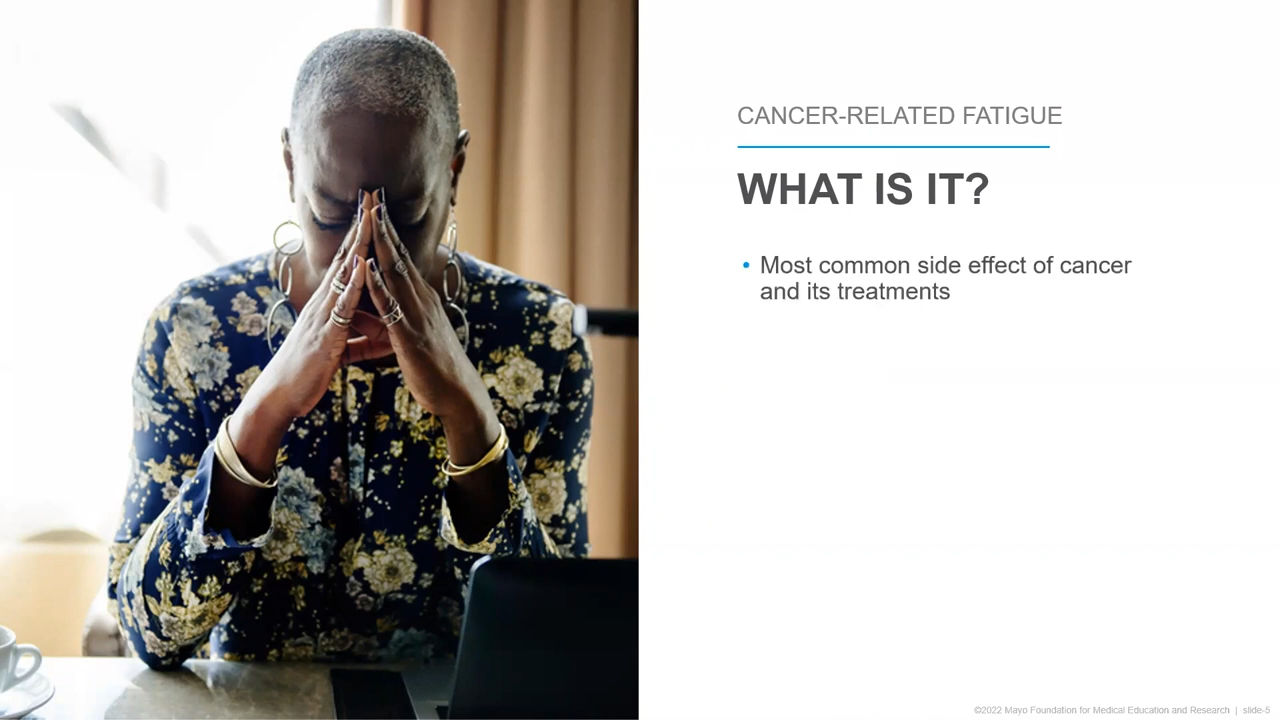 CANCER-RELATED FATIGUE
WHAT IS IT?
• Most common side effect of cancer
and its treatments
©2022 Mayo Foundation for Medical Education and Research | slide-5